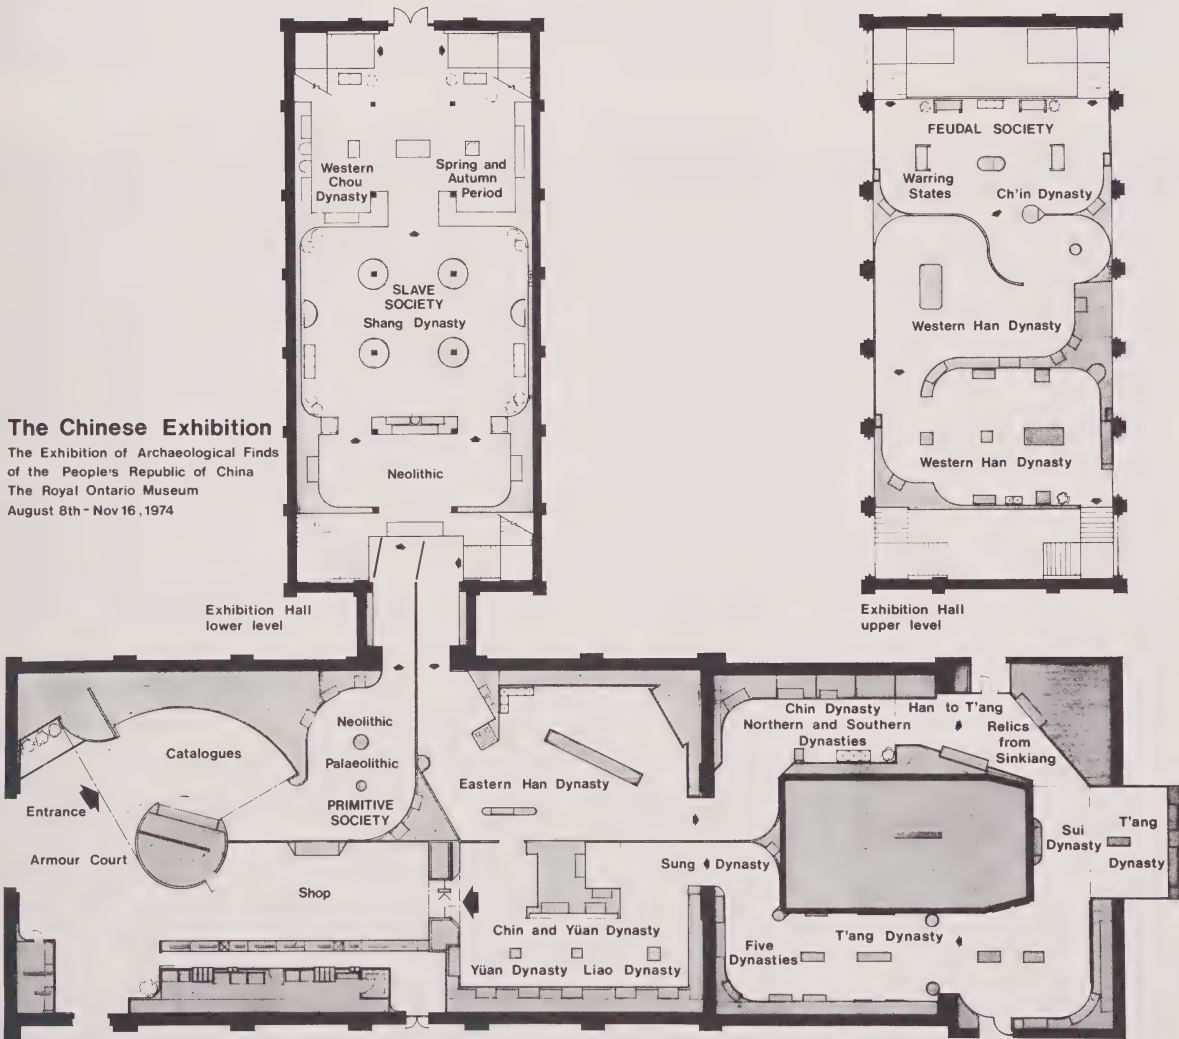 Western
Chou
Dynasty
Spring and
Autumn
Period
SLAVE
SOCIETY
Shang Dynasty
Neolithic
FEUDAL SOCIETY
Warring
States
Ch'in Dynasty
Western Han Dynasty
Western Han Dynasty
The Chinese Exhibition
The Exhibition of Archaeological Finds
of the People's Republic of China
The Royal Ontario Museum
August 8th - Nov 16, 1974
Exhibition Hall
lower level
Exhibition Hall
upper level
Catalogues
Entrance
Armour Court
Neolithic
Palaeolithic
PRIMITIVE
SOCIETY
Shop
Eastern Han Dynasty
Chin Dynasty
Northern and Southern
Dynasties
Han to T'ang
Relics
from
Sinkiang
Sui
Dynasty
T'ang
Dynasty
Sung Dynasty
Chin and Yüan Dynasty
Yüan Dynasty
Liao Dynasty
Five
Dynasties
T'ang Dynasty